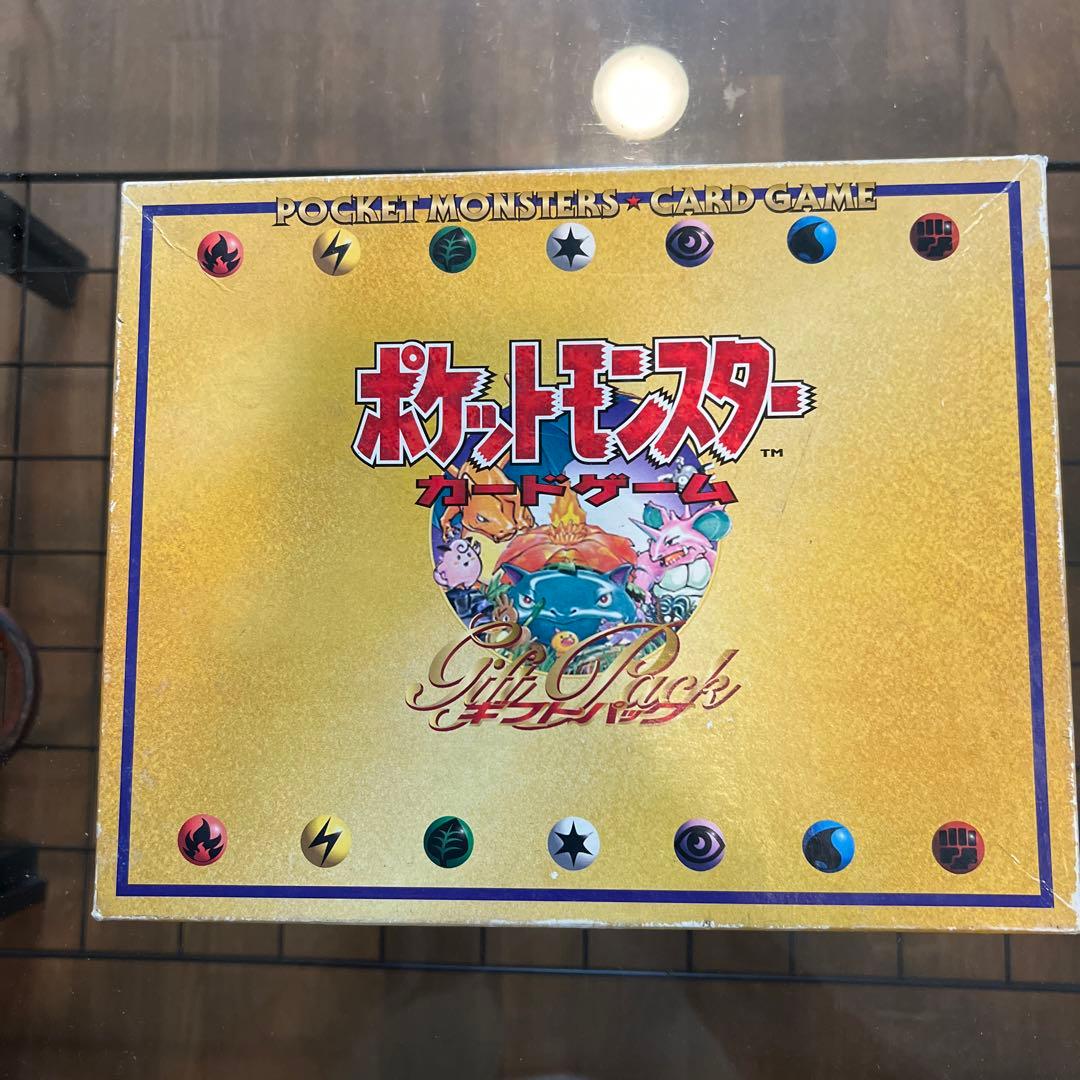 POCKET MONSTERS★CARD GAME
ポケットモンスター
TM
カードゲーム
Gift Pack
ギフトパック